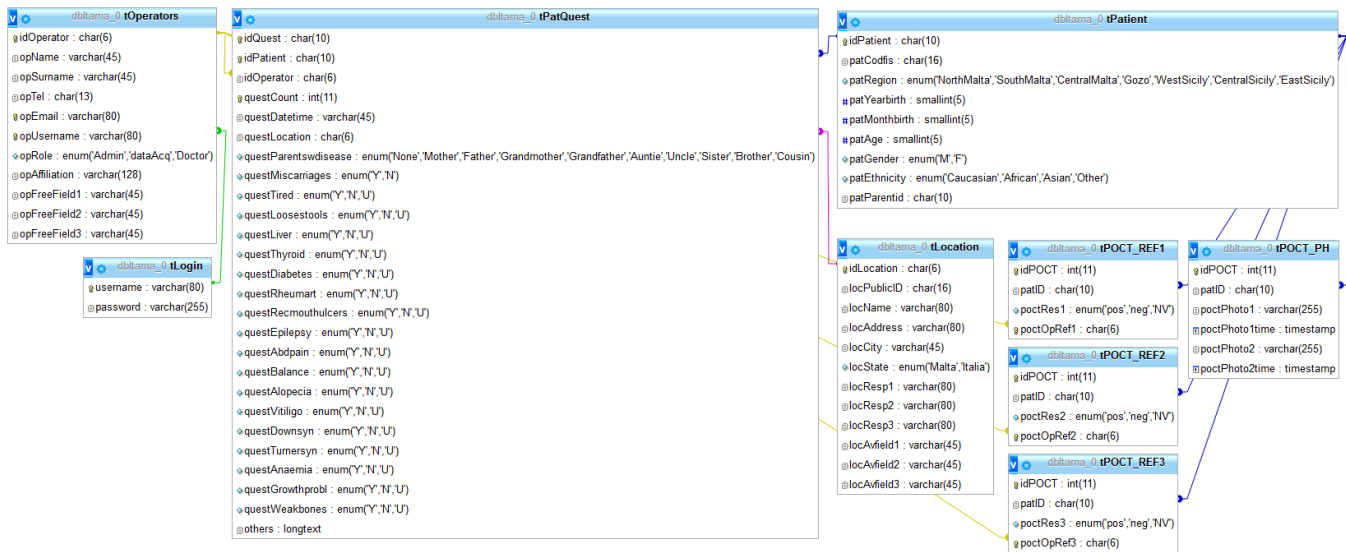 v dbltama_0 tOperators
idOperator : char(6)
opName : varchar(45)
opSurname : varchar(45)
opTel : char(13)
opEmail : varchar(80)
opUsername : varchar(80)
opRole : enum('Admin','dataAcq','Doctor')
opAffiliation : varchar(128)
opFreeField1 : varchar(45)
opFreeField2 : varchar(45)
opFreeField3 : varchar(45)
v dbltama_0 tLogin
username : varchar(80)
password : varchar(255)
v dbltama_0 tPatQuest
idQuest : char(10)
idPatient : char(10)
idOperator : char(6)
questCount : int(11)
questDatetime : varchar(45)
questLocation : char(6)
questParentswdisease : enum('None','Mother','Father','Grandmother','Grandfather','Auntie','Uncle','Sister','Brother','Cousin')
questMiscarriages : enum('Y','N')
questTired : enum('Y','N','U')
questLoosestools : enum('Y','N','U')
questLiver : enum('Y','N','U')
questThyroid : enum('Y','N','U')
questDiabetes : enum('Y','N','U')
questRheumart : enum('Y','N','U')
questRecmouthulcers : enum('Y','N','U')
questEpilepsy : enum('Y','N','U')
questAbdpain : enum('Y','N','U')
questBalance : enum('Y','N','U')
questAlopecia : enum('Y','N','U')
questVitiligo : enum('Y','N','U')
questDownsyn : enum('Y','N','U')
questTurnersyn : enum('Y','N','U')
questAnaemia : enum('Y','N','U')
questGrowthprobl : enum('Y','N','U')
questWeakbones : enum('Y','N','U')
others : longtext
v dbltama_0 tPatient
idPatient : char(10)
patCodfis : char(16)
patRegion : enum('NorthMalta','SouthMalta','CentralMalta','Gozo','WestSicily','CentralSicily','EastSicily')
# patYearbirth : smallint(5)
# patMonthbirth : smallint(5)
# patAge : smallint(5)
patGender : enum('M','F')
patEthnicity : enum('Caucasian','African','Asian','Other')
patParentid : char(10)
v dbltama_0 tLocation
idLocation : char(6)
locPublicID : char(16)
locName : varchar(80)
locAddress : varchar(80)
locCity : varchar(45)
locState : enum('Malta','Italia')
locResp1 : varchar(80)
locResp2 : varchar(80)
locResp3 : varchar(80)
locAvfield1 : varchar(45)
locAvfield2 : varchar(45)
locAvfield3 : varchar(45)
v dbltama_0 tPOCT_REF1
idPOCT : int(11)
patID : char(10)
poctRes1 : enum('pos','neg','NV')
poctOpRef1 : char(6)
v dbltama_0 tPOCT_REF2
idPOCT : int(11)
patID : char(10)
poctRes2 : enum('pos','neg','NV')
poctOpRef2 : char(6)
v dbltama_0 tPOCT_REF3
idPOCT : int(11)
patID : char(10)
poctRes3 : enum('pos','neg','NV')
poctOpRef3 : char(6)
v dbltama_0 tPOCT_PH
idPOCT : int(11)
patID : char(10)
poctPhoto1 : varchar(255)
poctPhoto1time : timestamp
poctPhoto2 : varchar(255)
poctPhoto2time : timestamp